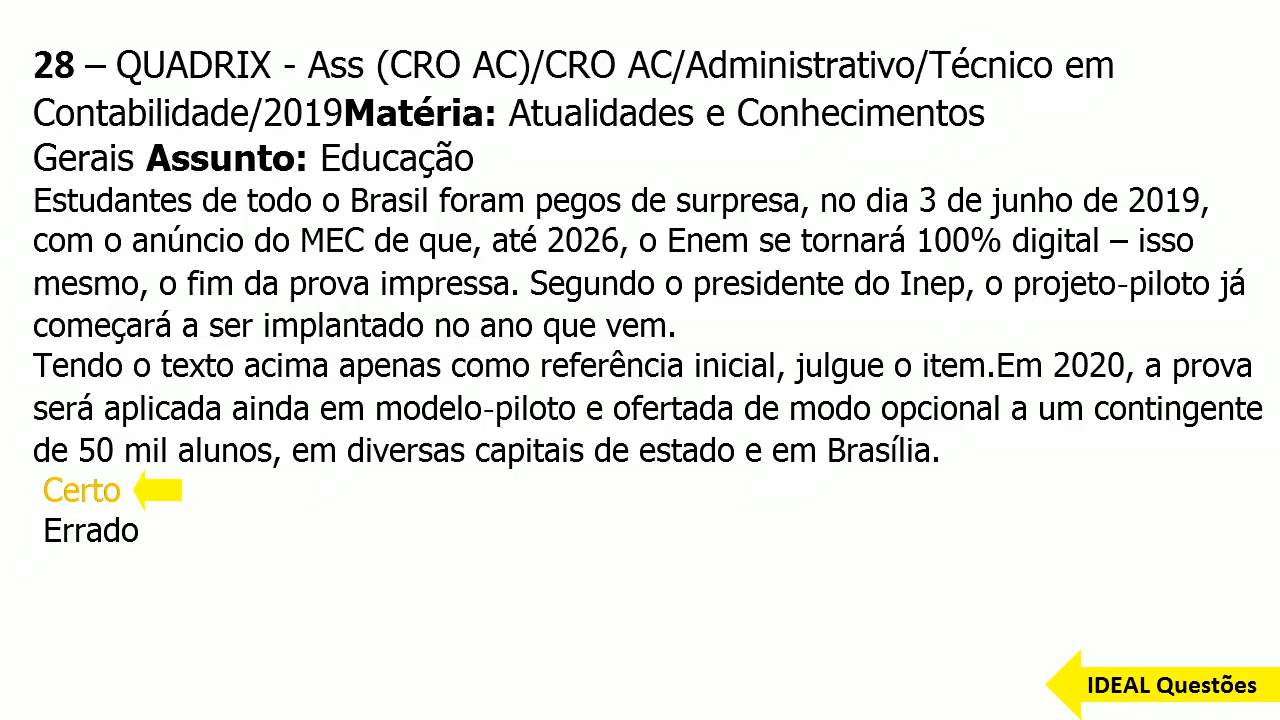 28 – QUADRIX - Ass (CRO AC)/CRO AC/Administrativo/Técnico em
Contabilidade/2019Matéria: Atualidades e Conhecimentos
Gerais Assunto: Educação
Estudantes de todo o Brasil foram pegos de surpresa, no dia 3 de junho de 2019,
com o anúncio do MEC de que, até 2026, o Enem se tornará 100% digital – isso
mesmo, o fim da prova impressa. Segundo o presidente do Inep, o projeto-piloto já
começará a ser implantado no ano que vem.
Tendo o texto acima apenas como referência inicial, julgue o item.Em 2020, a prova
será aplicada ainda em modelo-piloto e ofertada de modo opcional a um contingente
de 50 mil alunos, em diversas capitais de estado e em Brasília.
Certo
Errado
IDEAL Questões